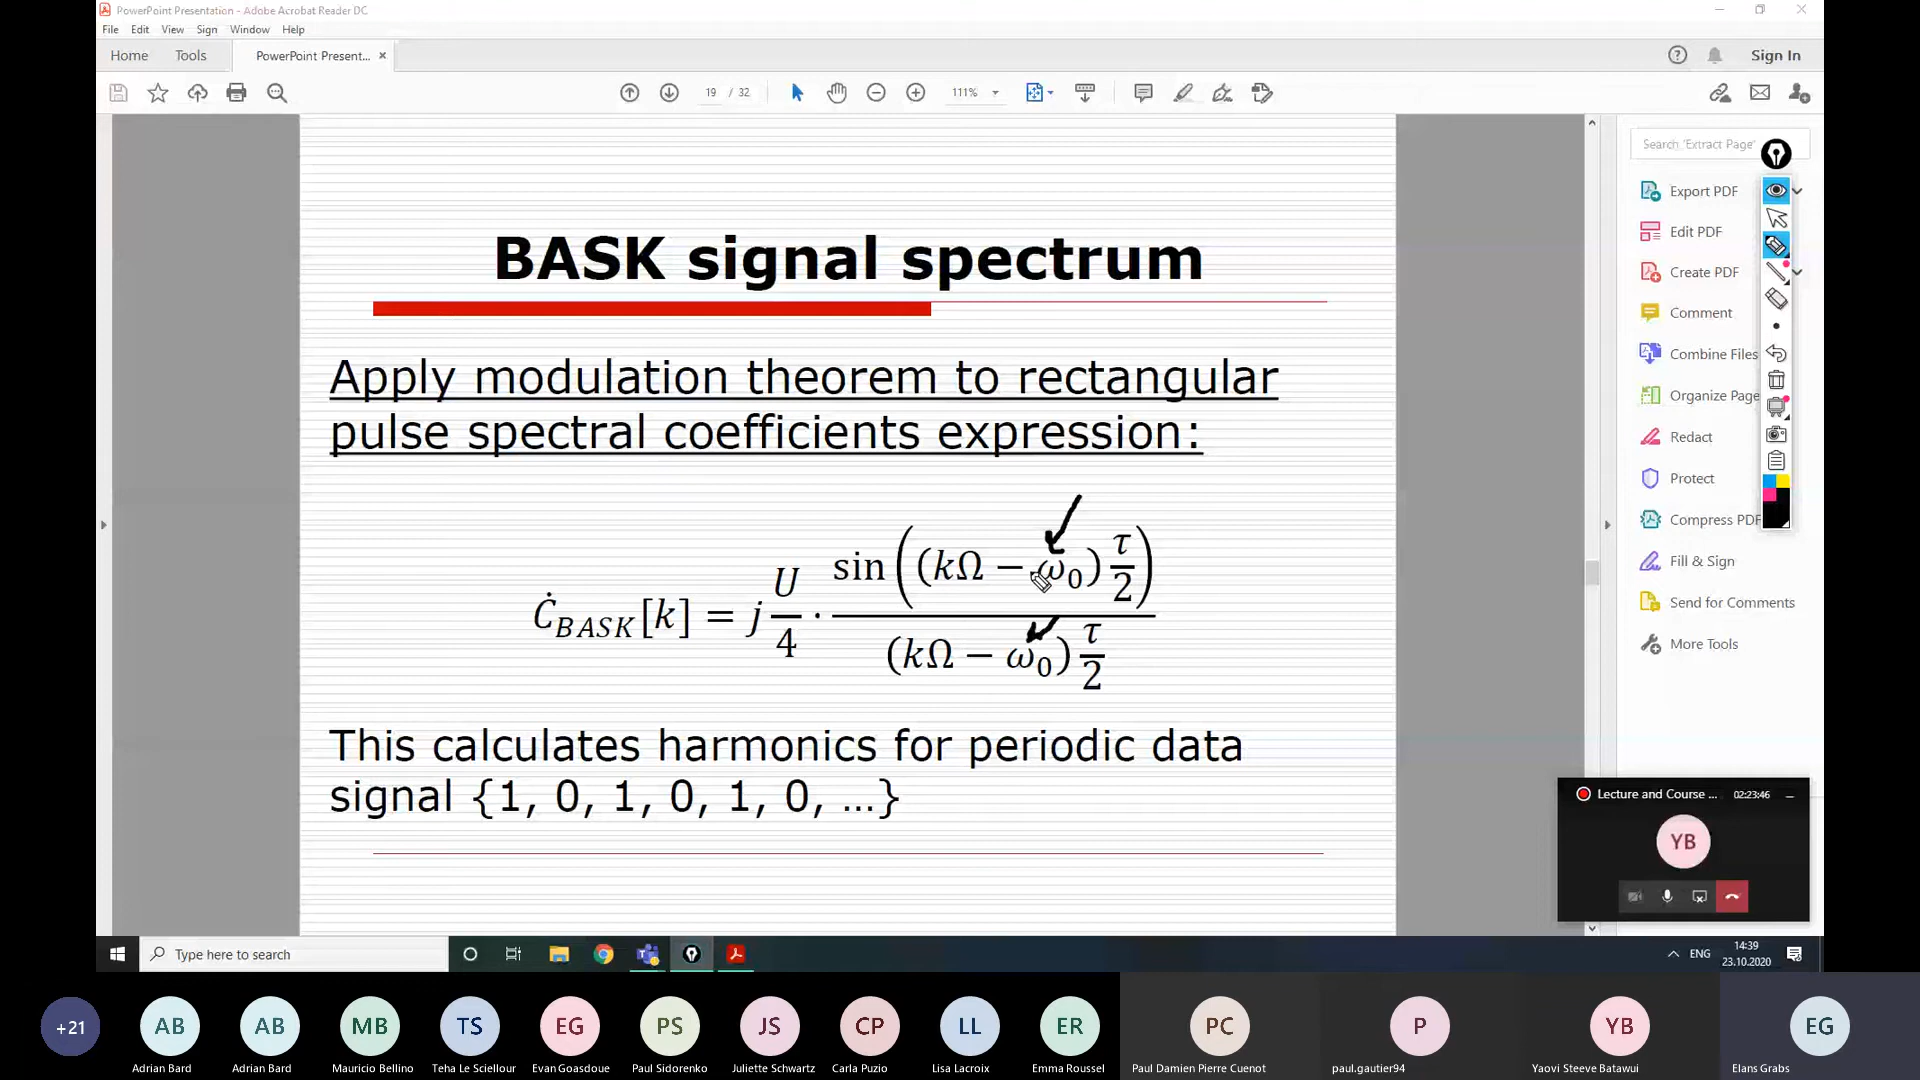 PowerPoint Presentation - Adobe Acrobat Reader DC
File Edit View Sign Window Help
Home Tools PowerPoint Present... × Sign In
19 / 32 111%
Search 'Extract Page'
Export PDF
Edit PDF
Create PDF
Comment
Combine Files
Organize Page
Redact
Protect
Compress PDF
Fill & Sign
Send for Comments
More Tools
BASK signal spectrum
Apply modulation theorem to rectangular
pulse spectral coefficients expression:
Ċ_BASK[k] = j U/4 · sin((kΩ − ω₀) τ/2) / ((kΩ − ω₀) τ/2)
This calculates harmonics for periodic data
signal {1, 0, 1, 0, 1, 0, …}
Lecture and Course ... 02:23:46
YB
Type here to search
ENG
14:39
23.10.2020
+21 AB AB MB TS EG PS JS CP LL ER PC P YB EG
Adrian Bard Adrian Bard Mauricio Bellino Teha Le Sciellour Evan Goasdoue Paul Sidorenko Juliette Schwartz Carla Puzio Lisa Lacroix Emma Roussel Paul Damien Pierre Cuenot paul.gautier94 Yaovi Steeve Batawui Elans Grabs